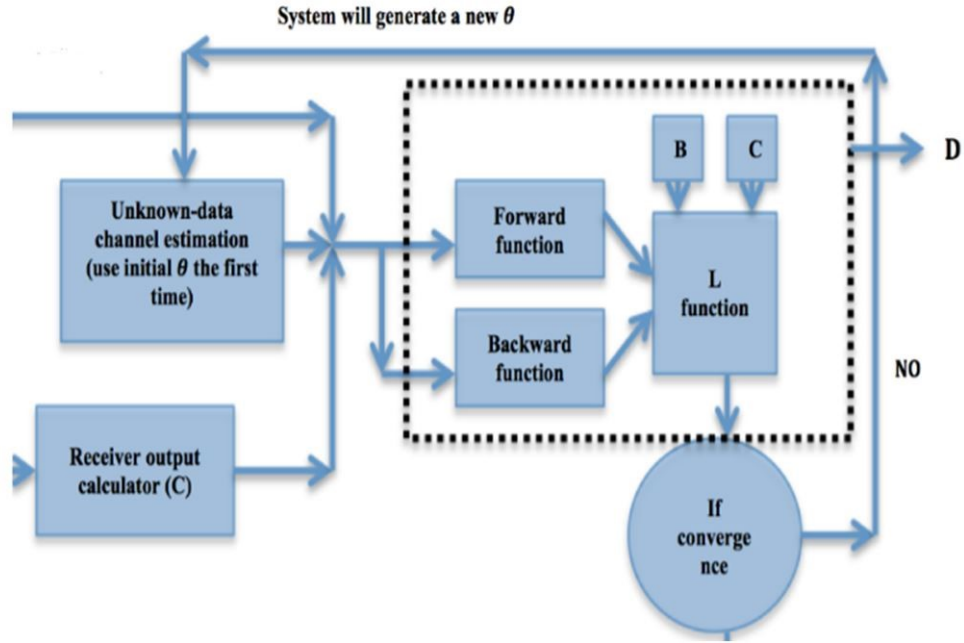 System will generate a new θ
B
C
D
Unknown-data
channel estimation
(use initial θ the first
time)
Forward
function
L
function
Backward
function
NO
Receiver output
calculator (C)
If
converge
nce